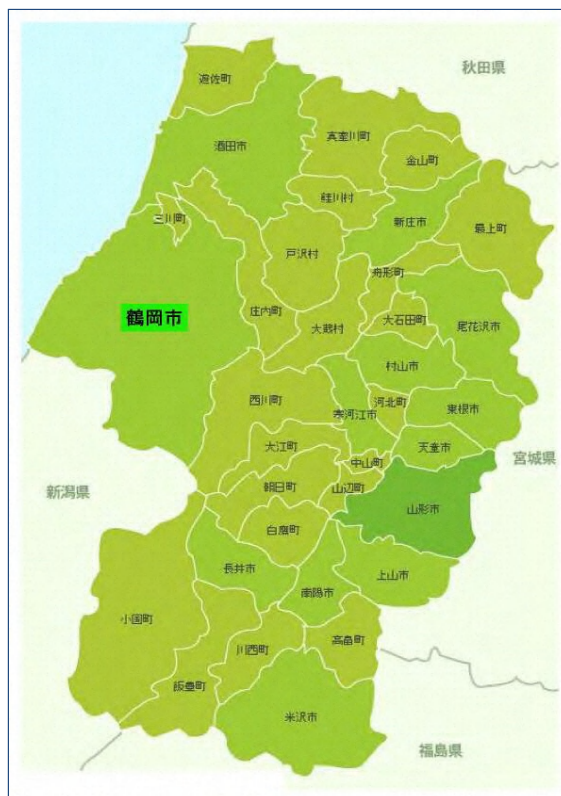 秋田県
遊佐町
真室川町
酒田市
金山町
鮭川村
三川町
新庄市
最上町
戸沢村
舟形町
庄内町
鶴岡市
大蔵村
大石田町
尾花沢市
村山市
西川町
河北町
東根市
寒河江市
大江町
天童市
中山町
宮城県
朝日町
山辺町
新潟県
山形市
白鷹町
長井市
上山市
南陽市
小国町
高畠町
川西町
飯豊町
米沢市
福島県